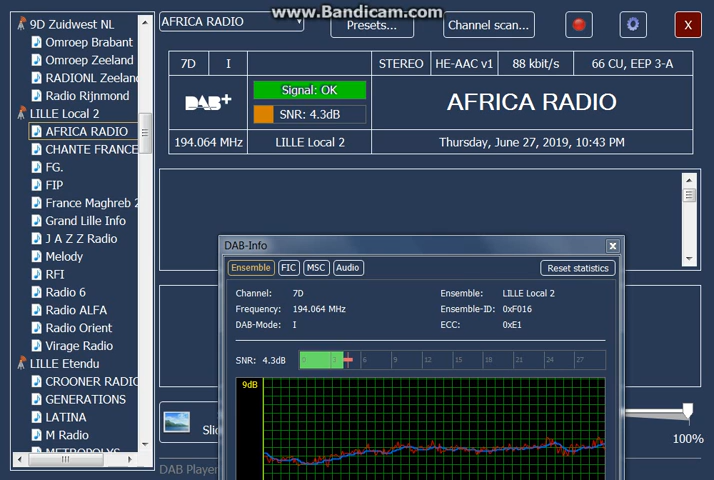 www.Bandicam.com
9D Zuidwest NL
Omroep Brabant
Omroep Zeeland
RADIONL Zeelan
Radio Rijnmond
LILLE Local 2
AFRICA RADIO
CHANTE FRANCE
FG.
FIP
France Maghreb 2
Grand Lille Info
J A Z Z Radio
Melody
RFI
Radio 6
Radio ALFA
Radio Orient
Virage Radio
LILLE Etendu
CROONER RADIO
GENERATIONS
LATINA
M Radio
METROPOLYS
AFRICA RADIO
Presets...
Channel scan...
X
7D
I
STEREO
HE-AAC v1
88 kbit/s
66 CU, EEP 3-A
DAB+
Signal: OK
SNR: 4.3dB
AFRICA RADIO
194.064 MHz
LILLE Local 2
Thursday, June 27, 2019, 10:43 PM
DAB-Info
x
Ensemble
FIC
MSC
Audio
Reset statistics
Channel: 7D
Ensemble: LILLE Local 2
Frequency: 194.064 MHz
Ensemble-ID: 0xF016
DAB-Mode: I
ECC: 0xE1
SNR: 4.3dB
0 3 6 9 12 15 18 21 24 27
9dB
Slid
100%
DAB Player